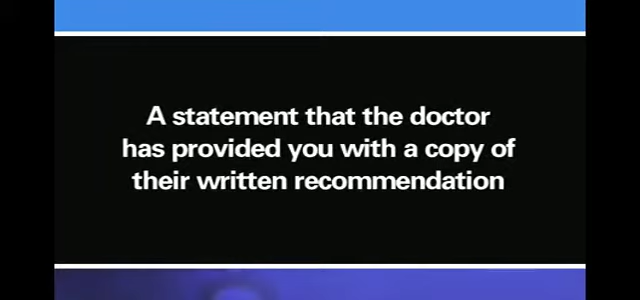 A statement that the doctor
has provided you with a copy of
their written recommendation